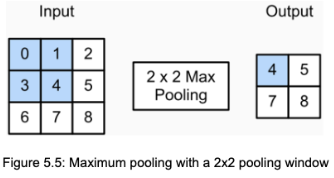 Input
Output
0 1 2
3 4 5
6 7 8
2 x 2 Max
Pooling
4 5
7 8
Figure 5.5: Maximum pooling with a 2x2 pooling window